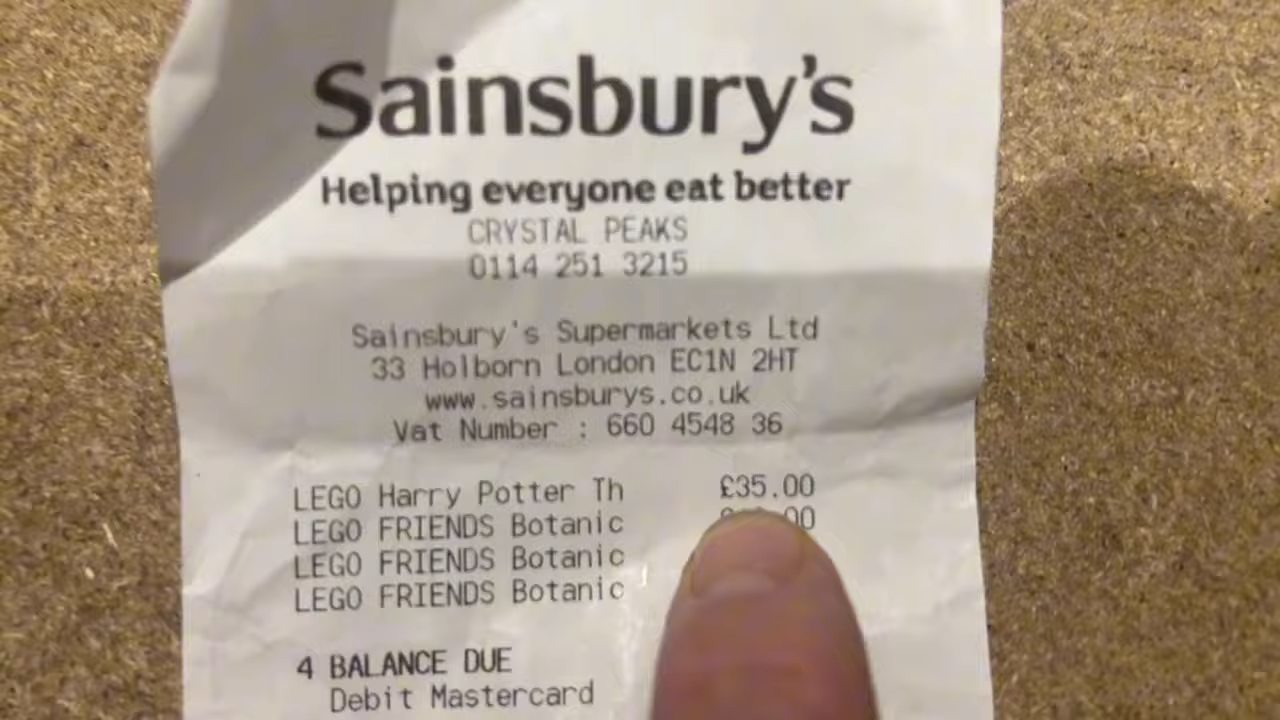 Sainsbury's
Helping everyone eat better
CRYSTAL PEAKS
0114 251 3215
Sainsbury's Supermarkets Ltd
33 Holborn London EC1N 2HT
www.sainsburys.co.uk
Vat Number : 660 4548 36
LEGO Harry Potter Th £35.00
LEGO FRIENDS Botanic
LEGO FRIENDS Botanic
LEGO FRIENDS Botanic
4 BALANCE DUE
Debit Mastercard